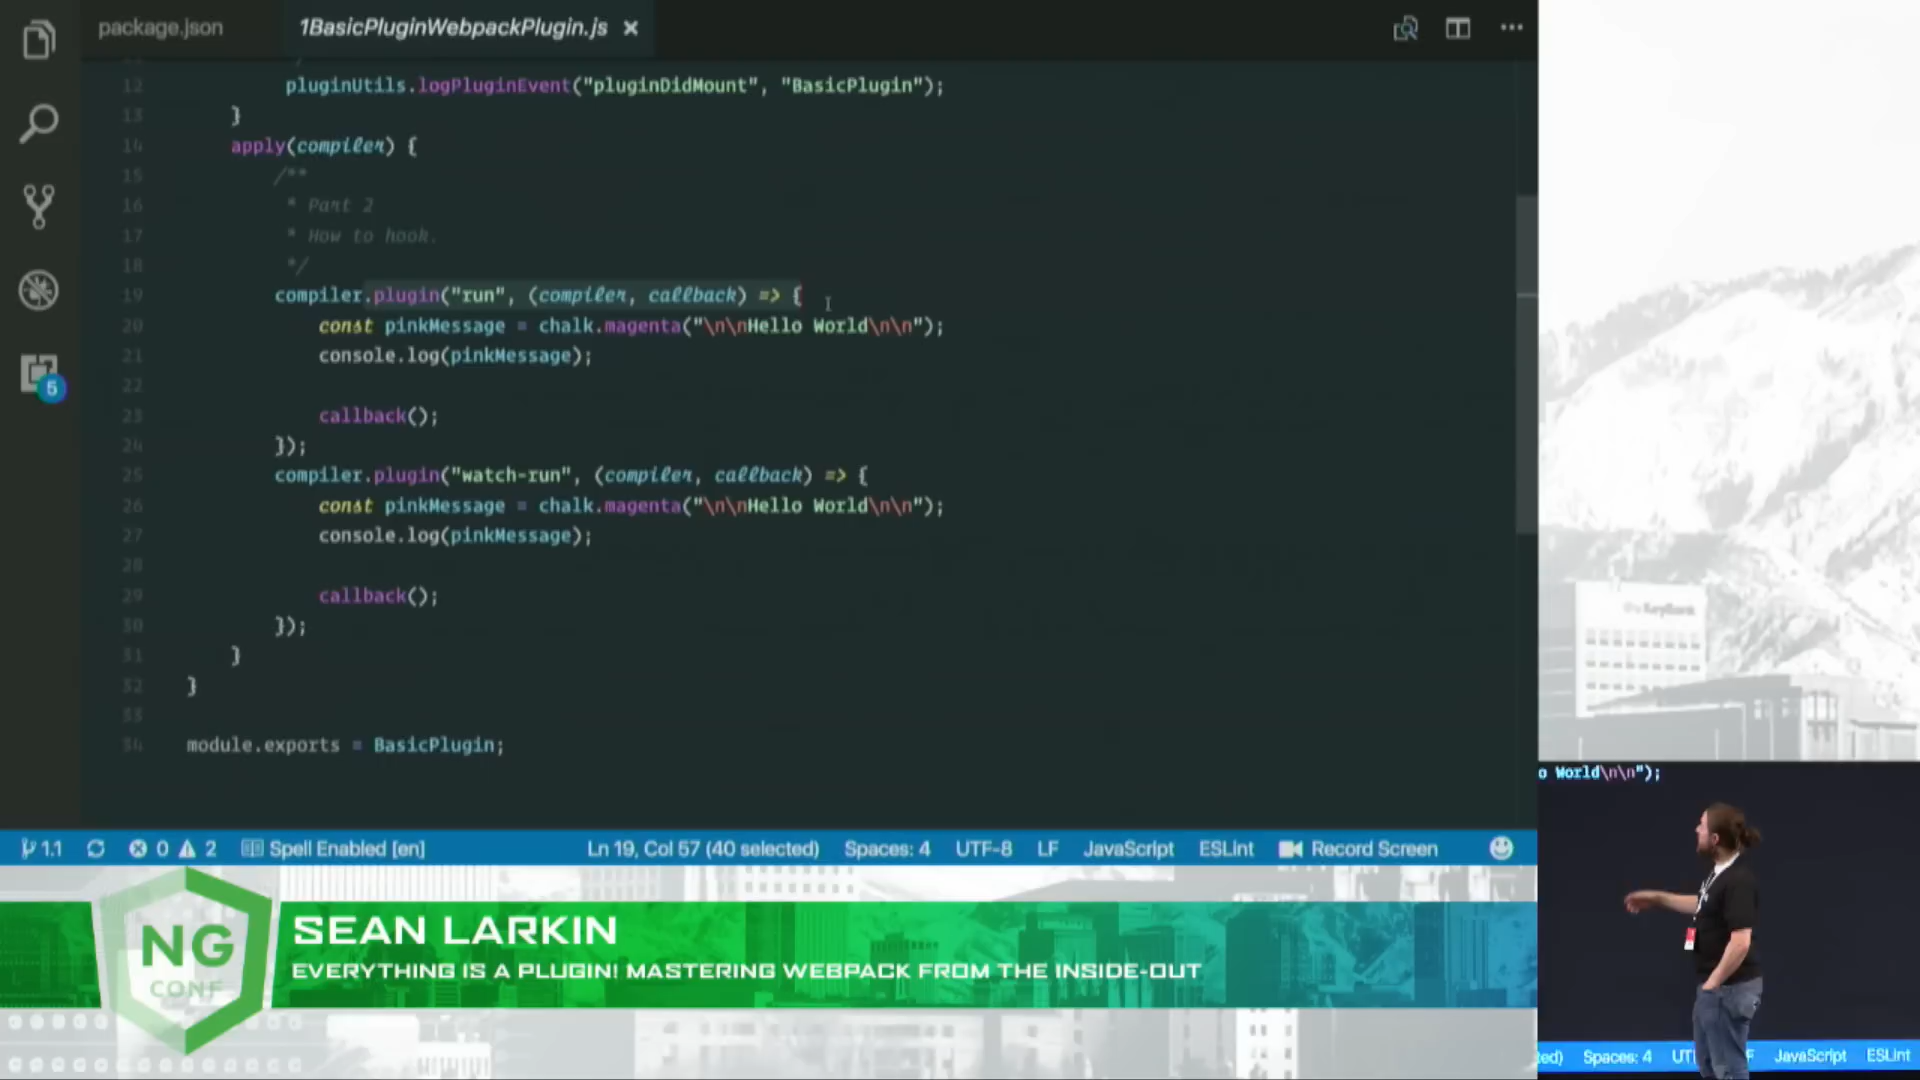 package.json
1BasicPluginWebpackPlugin.js
12 pluginUtils.logPluginEvent("pluginDidMount", "BasicPlugin");
13 }
14 apply(compiler) {
15 /**
16 * Part 2
17 * How to hook.
18 */
19 compiler.plugin("run", (compiler, callback) => {
20 const pinkMessage = chalk.magenta("\n\nHello World\n\n");
21 console.log(pinkMessage);
22
23 callback();
24 });
25 compiler.plugin("watch-run", (compiler, callback) => {
26 const pinkMessage = chalk.magenta("\n\nHello World\n\n");
27 console.log(pinkMessage);
28
29 callback();
30 });
31 }
32 }
33
34 module.exports = BasicPlugin;
5
1.1 0 2 Spell Enabled [en] Ln 19, Col 57 (40 selected) Spaces: 4 UTF-8 LF JavaScript ESLint Record Screen
KeyBank
o World\n\n");
NG
CONF
SEAN LARKIN
EVERYTHING IS A PLUGIN! MASTERING WEBPACK FROM THE INSIDE-OUT
ted) Spaces: 4 UT F JavaScript ESLint